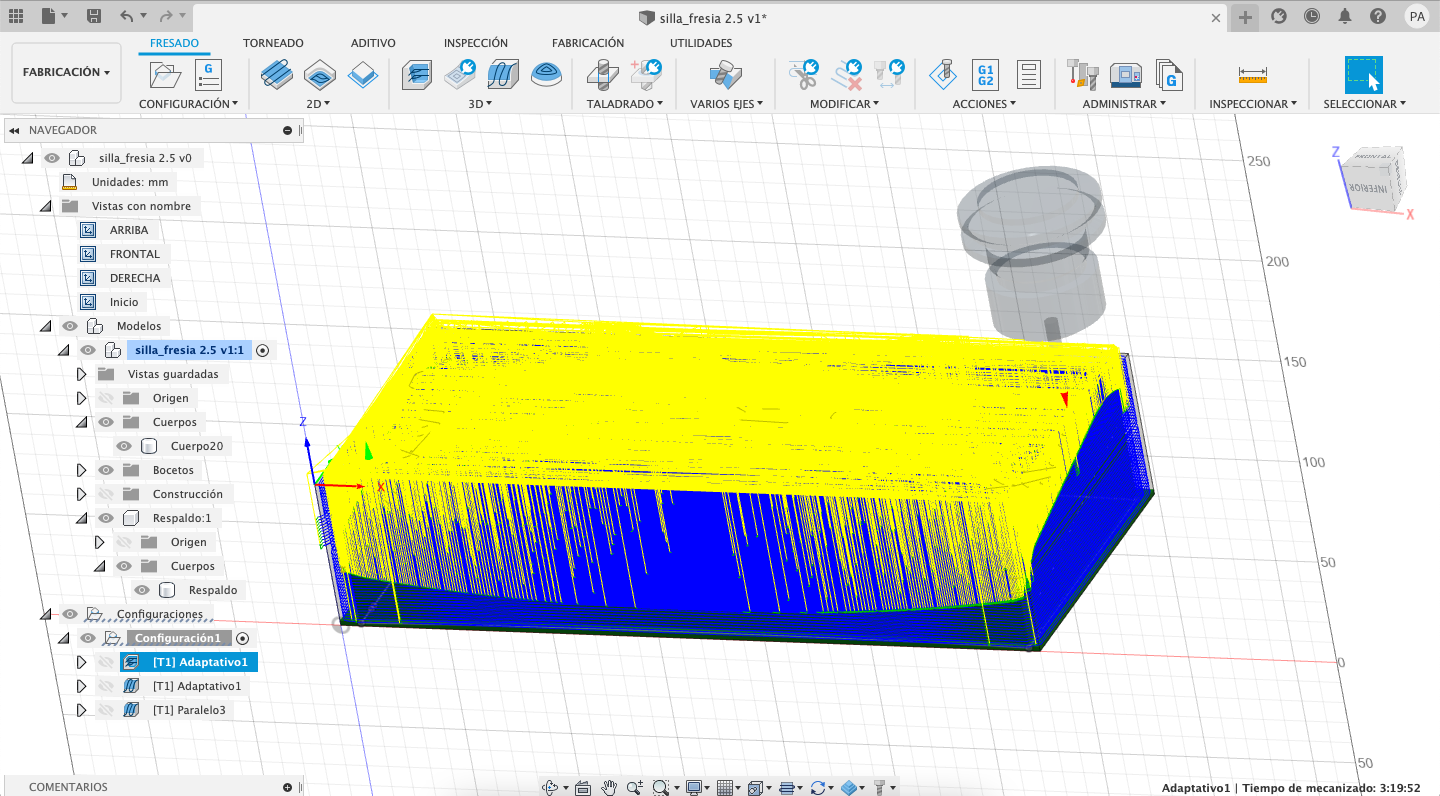 silla_fresia 2.5 v1*
PA
FABRICACIÓN
FRESADO
TORNEADO
ADITIVO
INSPECCIÓN
FABRICACIÓN
UTILIDADES
G
G1
G2
G
CONFIGURACIÓN
2D
3D
TALADRADO
VARIOS EJES
MODIFICAR
ACCIONES
ADMINISTRAR
INSPECCIONAR
SELECCIONAR
NAVEGADOR
silla_fresia 2.5 v0
Unidades: mm
Vistas con nombre
ARRIBA
FRONTAL
DERECHA
Inicio
Modelos
silla_fresia 2.5 v1:1
Vistas guardadas
Origen
Cuerpos
Cuerpo20
Bocetos
Construcción
Respaldo:1
Origen
Cuerpos
Respaldo
Configuraciones
Configuración1
[T1] Adaptativo1
[T1] Adaptativo1
[T1] Paralelo3
COMENTARIOS
250
200
150
100
50
0
50
Z
X
Z
FRONTAL
INFERIOR
X
Adaptativo1 | Tiempo de mecanizado: 3:19:52